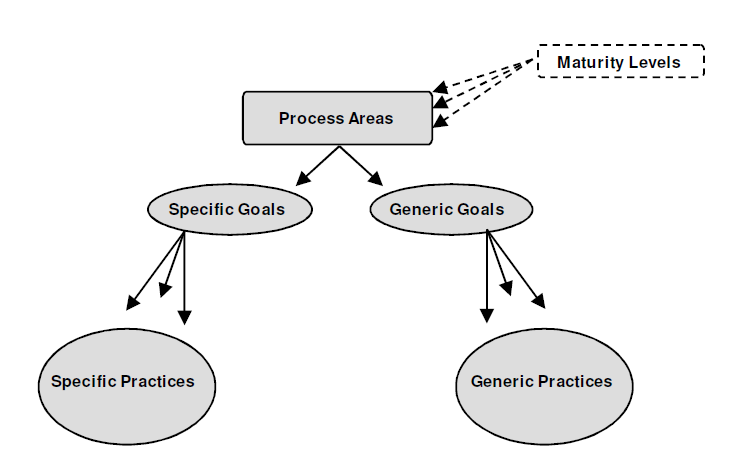 Maturity Levels
Process Areas
Specific Goals
Generic Goals
Specific Practices
Generic Practices